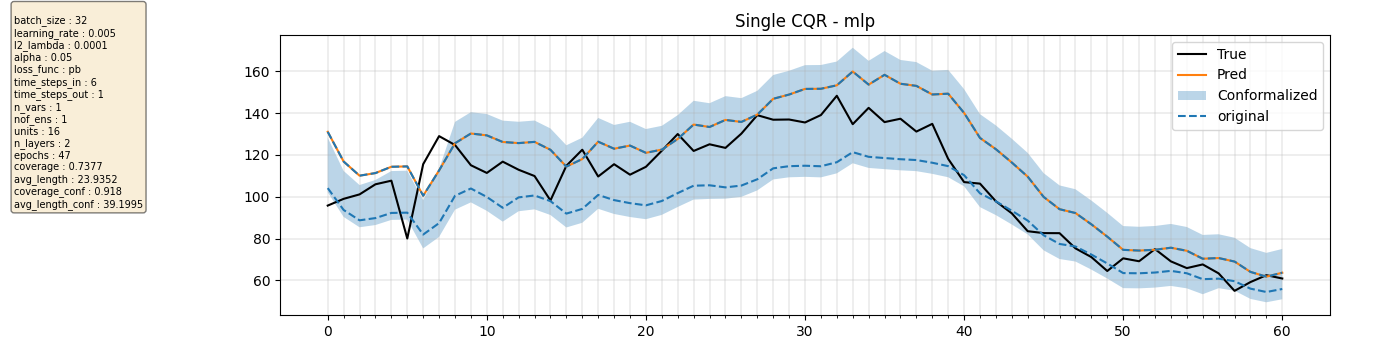 batch_size : 32
learning_rate : 0.005
l2_lambda : 0.0001
alpha : 0.05
loss_func : pb
time_steps_in : 6
time_steps_out : 1
n_vars : 1
nof_ens : 1
units : 16
n_layers : 2
epochs : 47
coverage : 0.7377
avg_length : 23.9352
coverage_conf : 0.918
avg_length_conf : 39.1995
Single CQR - mlp
True
Pred
Conformalized
original
160
140
120
100
80
60
0 10 20 30 40 50 60